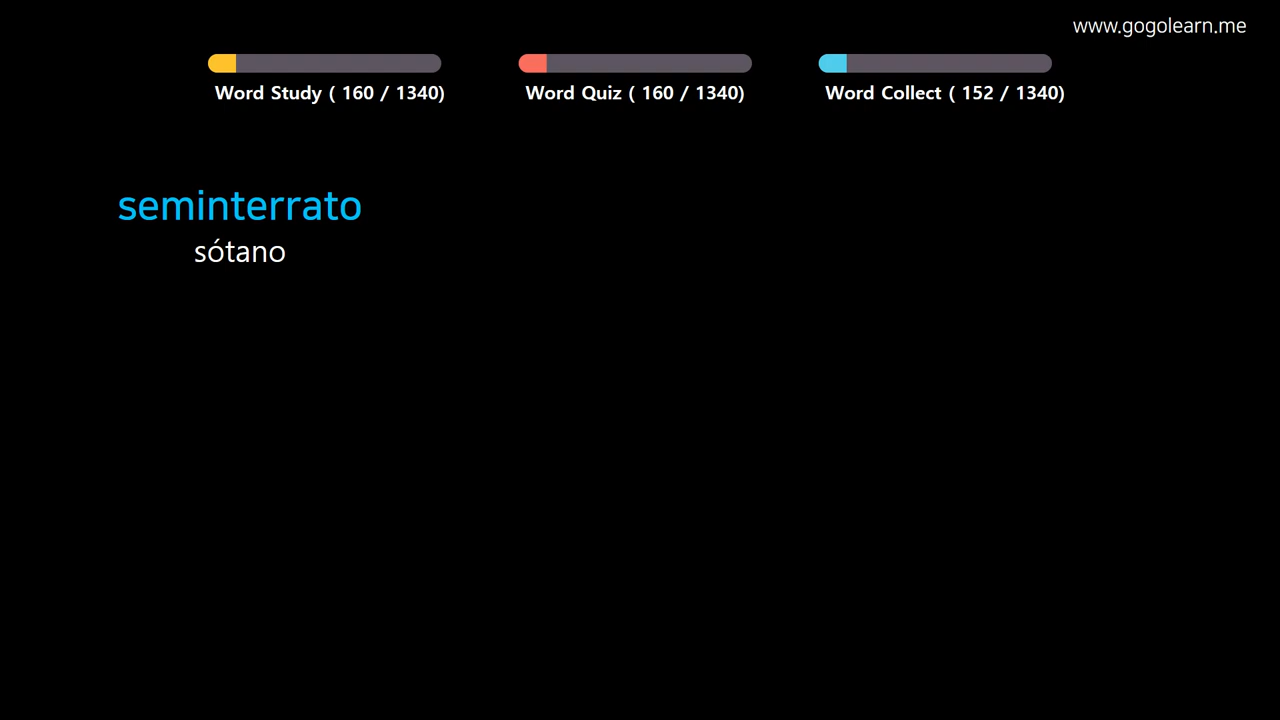 www.gogolearn.me
Word Study ( 160 / 1340)
Word Quiz ( 160 / 1340)
Word Collect ( 152 / 1340)
seminterrato
sótano